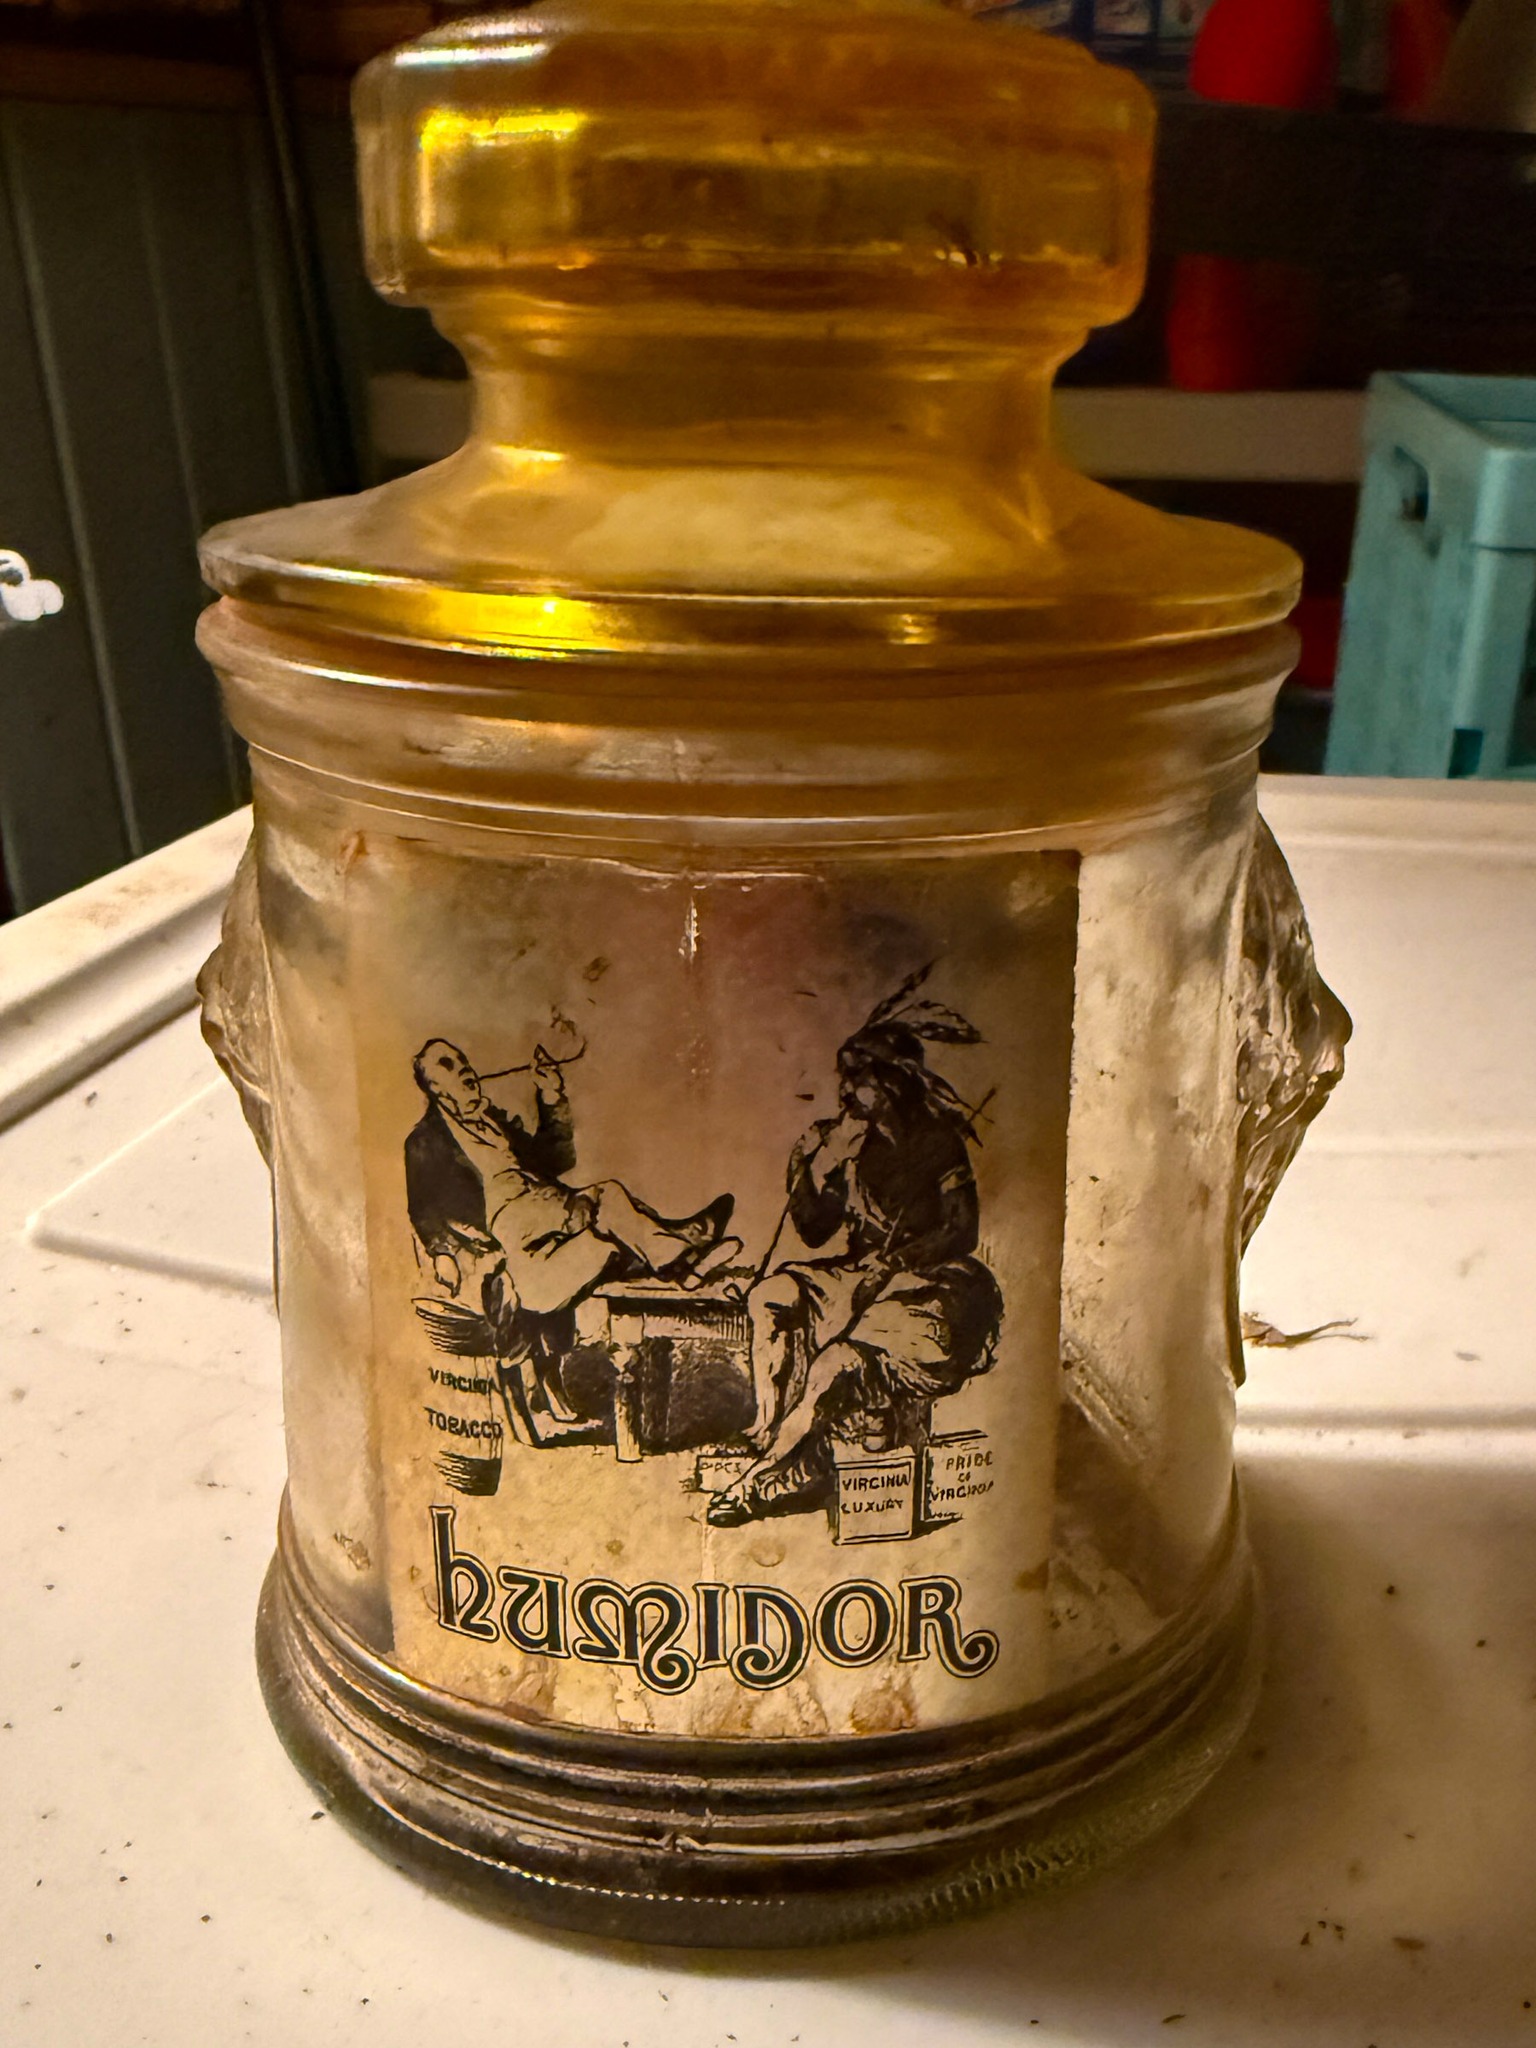 VIRGINIA
TOBACCO
VIRGINIA
LUXURY
PRIDE
OF
VIRGINIA
humIDOR